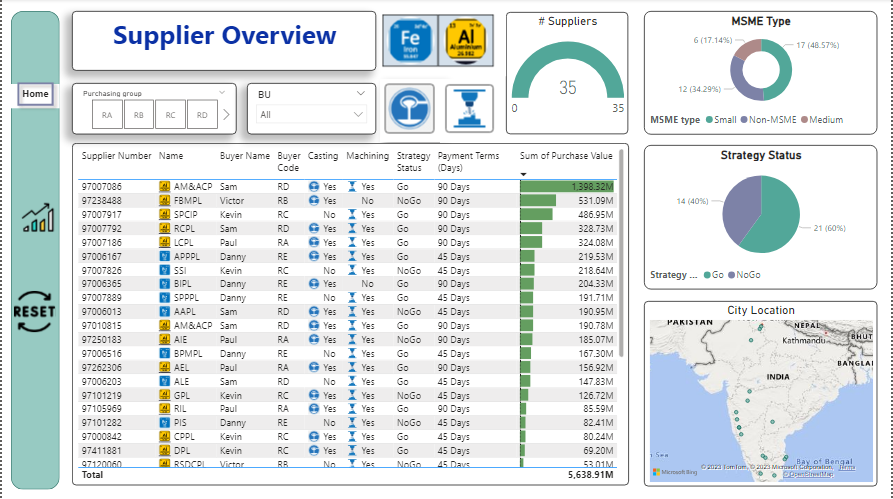 Supplier Overview
Fe
Iron
Al
Aluminium
# Suppliers
35
0
35
MSME Type
6 (17.14%)
17 (48.57%)
12 (34.29%)
MSME type Small Non-MSME Medium
Home
Purchasing group
RA RB RC RD
BU
All
Supplier Number Name Buyer Name Buyer Code Casting Machining Strategy Status Payment Terms (Days) Sum of Purchase Value
97007086 AM&ACP Sam RD Yes Yes Go 90 Days 1,398.32M
97238488 FBMPL Victor RB Yes No NoGo 90 Days 531.09M
97007917 SPCIP Kevin RC No Yes Go 90 Days 486.95M
97007792 RCPL Sam RD Yes Yes Go 90 Days 328.73M
97007186 LCPL Paul RA Yes Yes Go 90 Days 324.08M
97006167 APPPL Danny RE Yes Yes Go 45 Days 219.53M
97007826 SSI Kevin RC No Yes NoGo 45 Days 218.64M
97006365 BIPL Danny RE Yes No Go 90 Days 204.33M
97007889 SPPPL Danny RE No Yes Go 45 Days 191.71M
97006013 AAPL Sam RD Yes Yes NoGo 45 Days 190.95M
97010815 AM&ACP Sam RD Yes Yes Go 90 Days 190.78M
97250183 AIE Paul RA Yes Yes NoGo 45 Days 185.07M
97006516 BPMPL Danny RE No Yes Go 45 Days 167.30M
97262306 AEL Paul RA Yes Yes Go 90 Days 156.92M
97006203 ALE Sam RD No Yes Go 45 Days 147.83M
97101219 GPL Kevin RC Yes Yes NoGo 45 Days 126.72M
97105969 RIL Paul RA Yes Yes Go 90 Days 85.59M
97101282 PIS Danny RE No Yes NoGo 45 Days 82.41M
97000842 CPPL Kevin RC Yes Yes Go 45 Days 80.24M
97411881 DPL Kevin RC Yes Yes Go 45 Days 69.20M
97120060 RSDCPL Victor RB No Yes NoGo 45 Days 53.01M
Total 5,638.91M
RESET
Strategy Status
14 (40%)
21 (60%)
Strategy ... Go NoGo
City Location
PAKISTAN
NEPAL
Kathmandu
BHUT
BANGLA
INDIA
Sea
Bay of Bengal
Microsoft Bing
© 2023 TomTom, © 2023 Microsoft Corporation, Terms
© OpenStreetMap